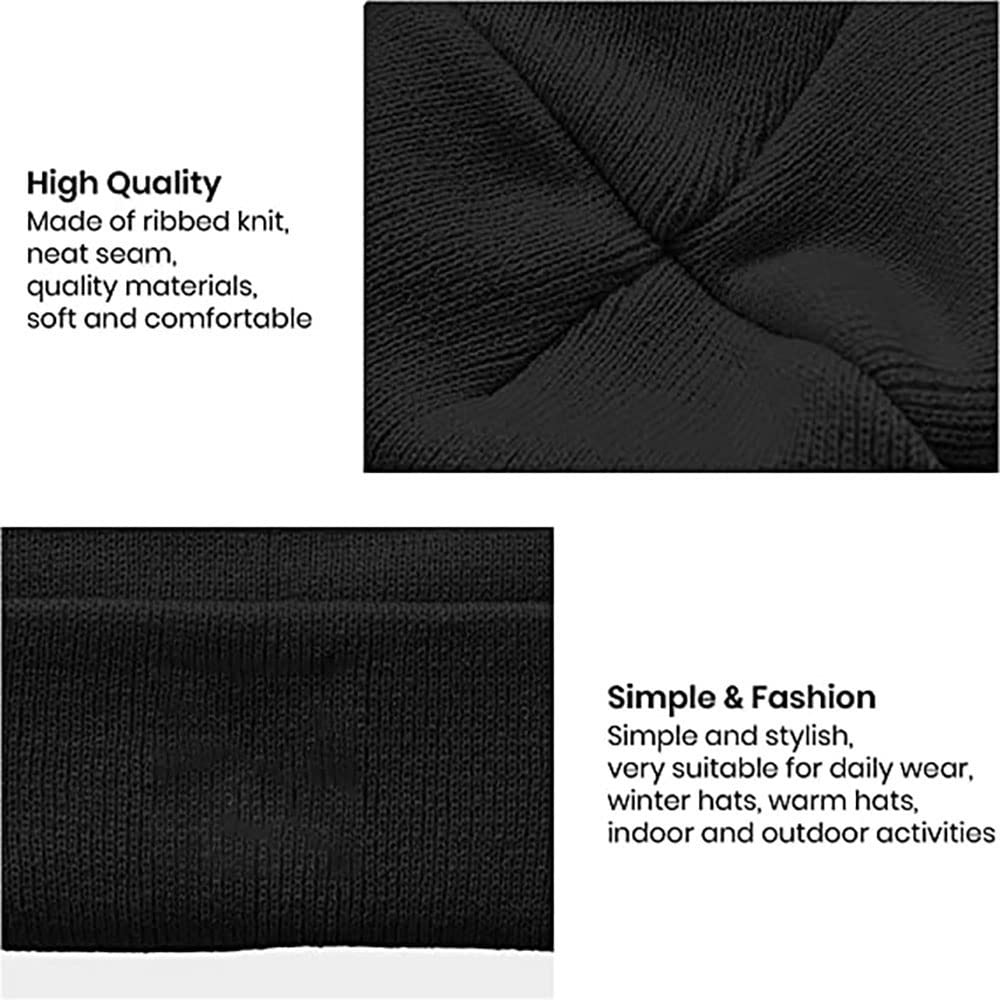 High Quality
Made of ribbed knit,
neat seam,
quality materials,
soft and comfortable
Simple & Fashion
Simple and stylish,
very suitable for daily wear,
winter hats, warm hats,
indoor and outdoor activities